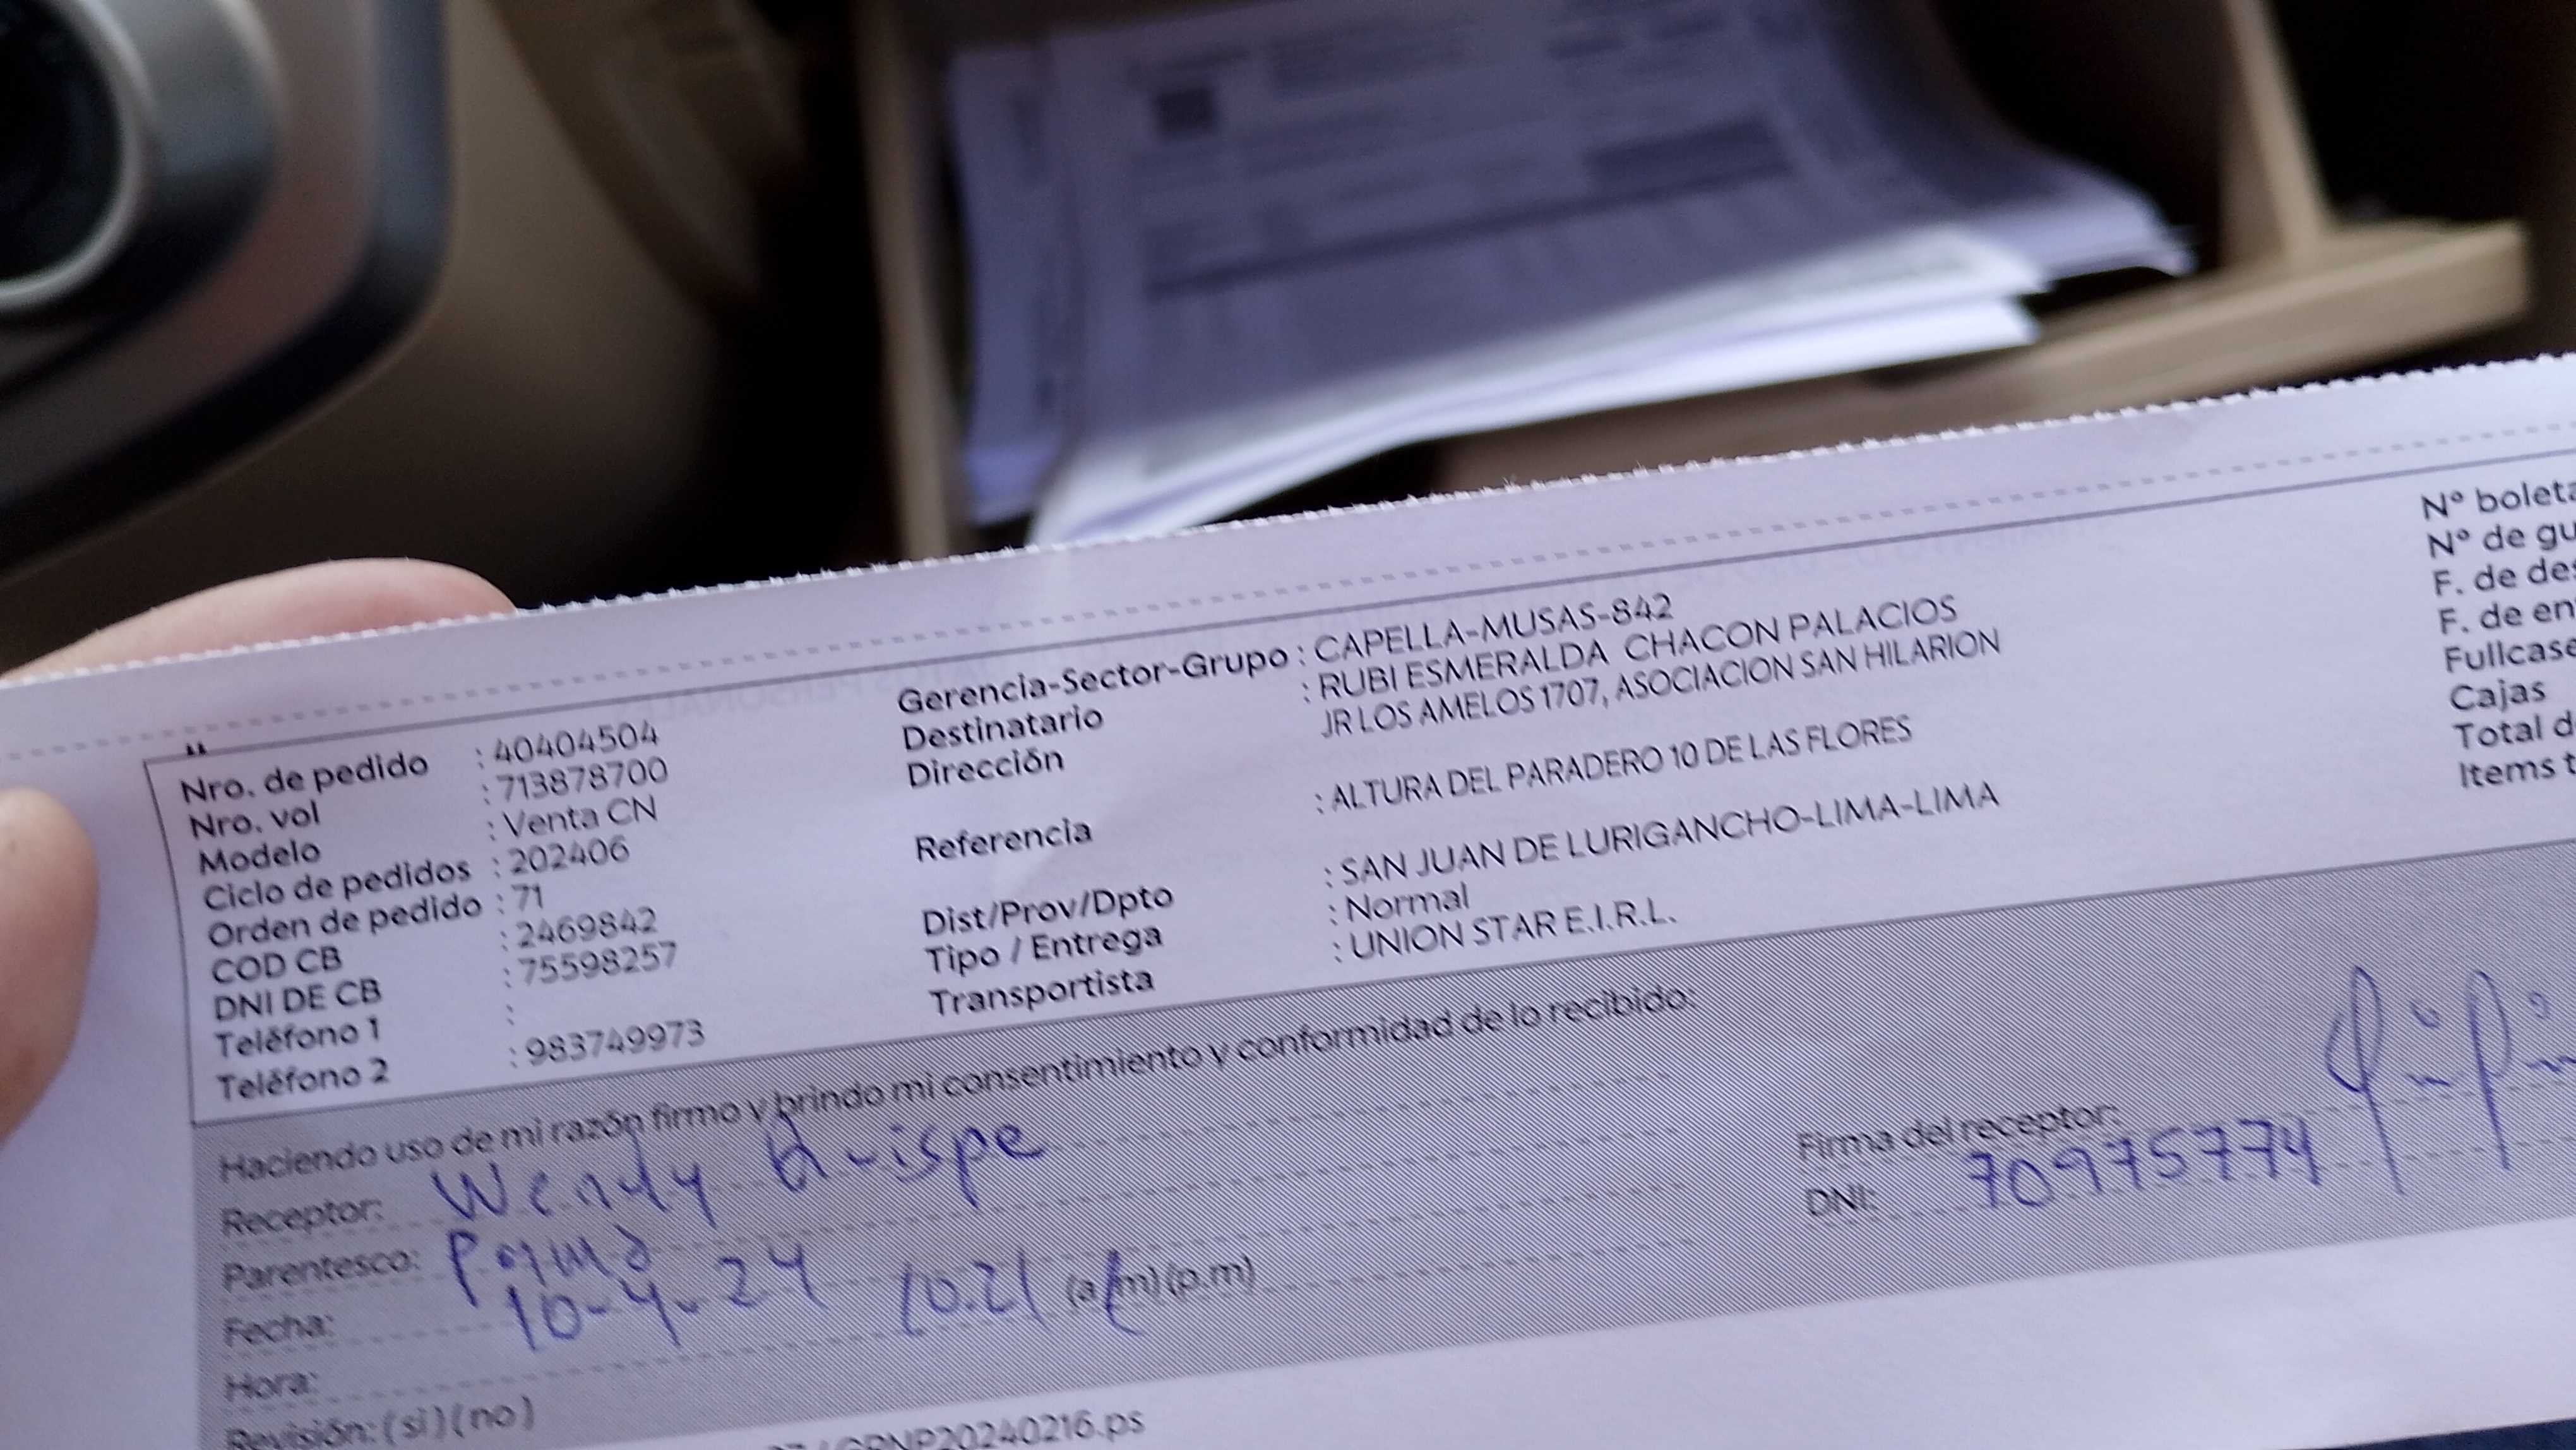 Nro. de pedido : 40404504
Nro. vol : 713878700
Modelo : Venta CN
Ciclo de pedidos : 202406
Orden de pedido : 71
COD CB : 2469842
DNI DE CB : 75598257
Teléfono 1 :
Teléfono 2 : 983749973
Gerencia-Sector-Grupo : CAPELLA-MUSAS-842
Destinatario : RUBI ESMERALDA CHACON PALACIOS
Dirección JR LOS AMELOS 1707, ASOCIACION SAN HILARION
Referencia : ALTURA DEL PARADERO 10 DE LAS FLORES
Dist/Prov/Dpto : SAN JUAN DE LURIGANCHO-LIMA-LIMA
Tipo / Entrega : Normal
Transportista : UNION STAR E.I.R.L.
N° boleta
N° de gu
F. de des
F. de en
Fullcase
Cajas
Total d
Items t
Haciendo uso de mi razón firmo y brindo mi consentimiento y conformidad de lo recibido:
Receptor: Wendy Quispe
Parentesco:
Fecha: 10-4-24
Hora: 10.21 (a.m)(p.m)
Revisión: (si) (no)
Firma del receptor:
DNI: 70975774
GRNP20240216.ps